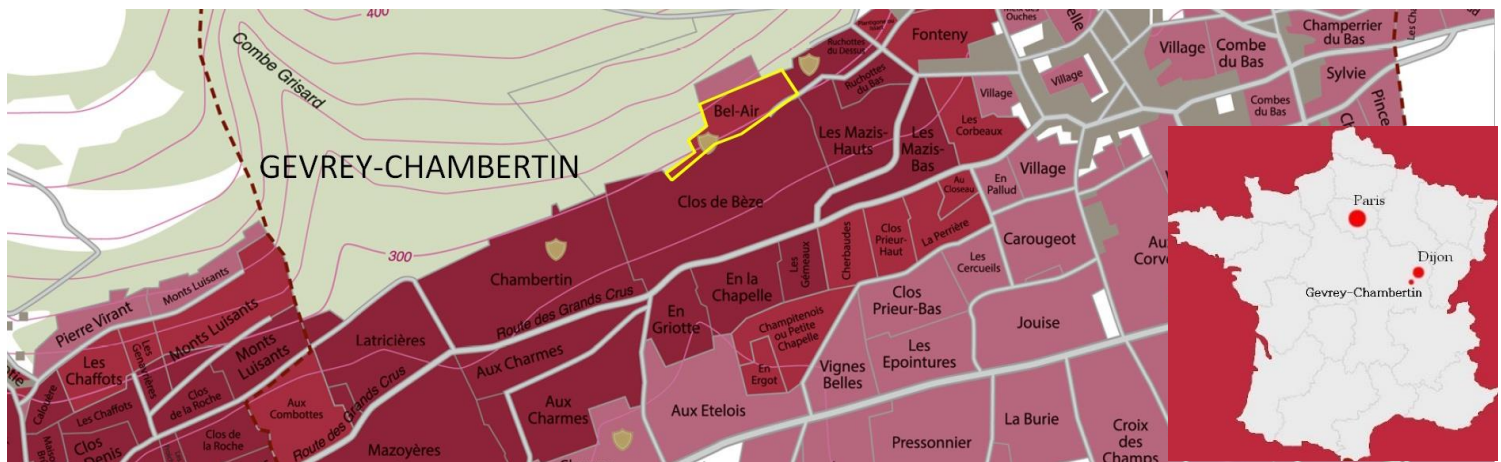 400
Combe Grisard
GEVREY-CHAMBERTIN
300
Bel-Air
Ruchottes
du Dessus
Ruchottes
du Bas
Fonteny
Village
Les
Corbeaux
Les Mazis-
Hauts
Les
Mazis-
Bas
Clos de Bèze
Chambertin
Route des Grands Crus
Latricières
Village
Village
Combe
du Bas
Champerrier
du Bas
Sylvie
Combes
du Bas
En
Pallud
Village
Au
Closeau
La Perrière
Clos
Prieur-
Haut
Cherbaudes
Les
Gémeaux
En la
Chapelle
En
Griotte
Champitenois
ou Petite
Chapelle
En
Ergot
Carougeot
Les
Cercueils
Clos
Prieur-Bas
Jouise
Vignes
Belles
Les
Epointures
Aux Etelois
La Burie
Pressonnier
Croix
des
Champs
Aux Charmes
Aux
Charmes
Mazoyères
Route des Grands Crus
Aux
Combottes
Monts Luisants
Pierre Virant
Monts Luisants
Monts
Luisants
Les
Chaffots
Les
Genavrières
Calouère
Les Chaffots
Clos
de la Roche
Clos de
la Roche
Paris
Dijon
Gevrey-Chambertin